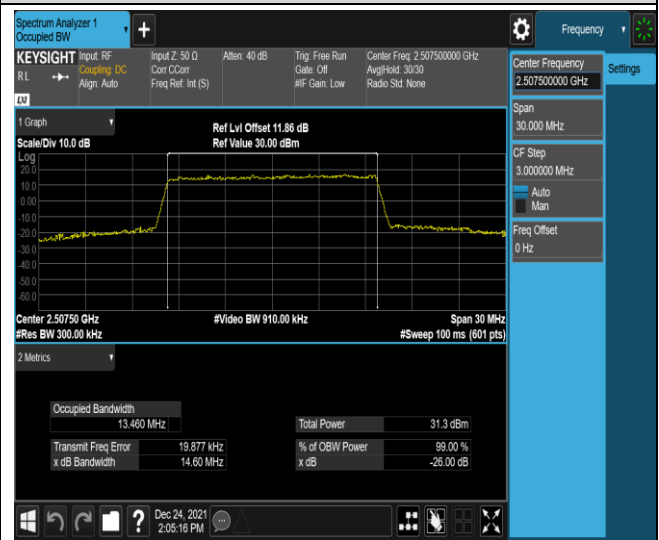 Spectrum Analyzer 1
Occupied BW
+
Frequency
KEYSIGHT
R L
LNI
Input: RF
Coupling: DC
Align: Auto
Input Z: 50 Ω
Corr CCorr
Freq Ref: Int (S)
Atten: 40 dB
Trig: Free Run
Gate: Off
#IF Gain: Low
Center Freq: 2.507500000 GHz
Avg|Hold: 30/30
Radio Std: None
Center Frequency
2.507500000 GHz
Settings
Span
30.000 MHz
CF Step
3.000000 MHz
Auto
Man
Freq Offset
0 Hz
1 Graph
Scale/Div 10.0 dB
Ref Lvl Offset 11.86 dB
Ref Value 30.00 dBm
Log
20.0
10.0
0.00
-10.0
-20.0
-30.0
-40.0
-50.0
-60.0
Center 2.50750 GHz
#Video BW 910.00 kHz
Span 30 MHz
#Res BW 300.00 kHz
#Sweep 100 ms (601 pts)
2 Metrics
Occupied Bandwidth
13.460 MHz
Total Power 31.3 dBm
Transmit Freq Error 19.877 kHz
% of OBW Power 99.00 %
x dB Bandwidth 14.60 MHz
x dB -26.00 dB
?
Dec 24, 2021
2:05:16 PM